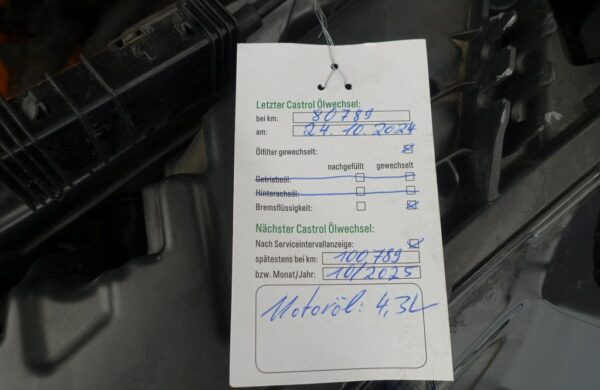 Letzter Castrol Ölwechsel:
bei km: 80789
am: 24.10.2024
Ölfilter gewechselt:
nachgefüllt gewechselt
Getriebeöl:
Hinterachsöl:
Bremsflüssigkeit:
Nächster Castrol Ölwechsel:
Nach Serviceintervallanzeige:
spätestens bei km: 100789
bzw. Monat/Jahr: 10/2025
Motoröl: 4,3L